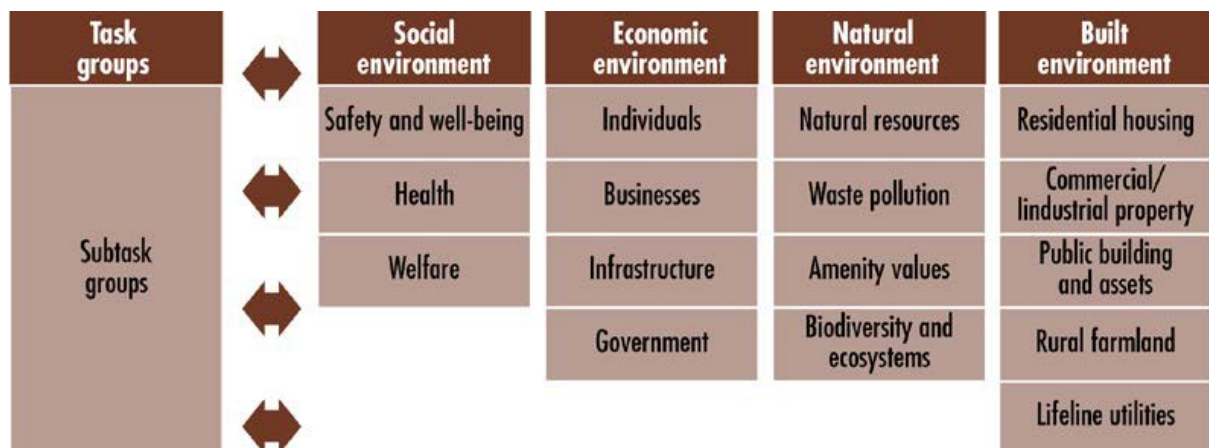 Task
groups
Social
environment
Economic
environment
Natural
environment
Built
environment
Subtask
groups
Safety and well-being
Health
Welfare
Individuals
Businesses
Infrastructure
Government
Natural resources
Waste pollution
Amenity values
Biodiversity and
ecosystems
Residential housing
Commercial/
lindustrial property
Public building
and assets
Rural farmland
Lifeline utilities